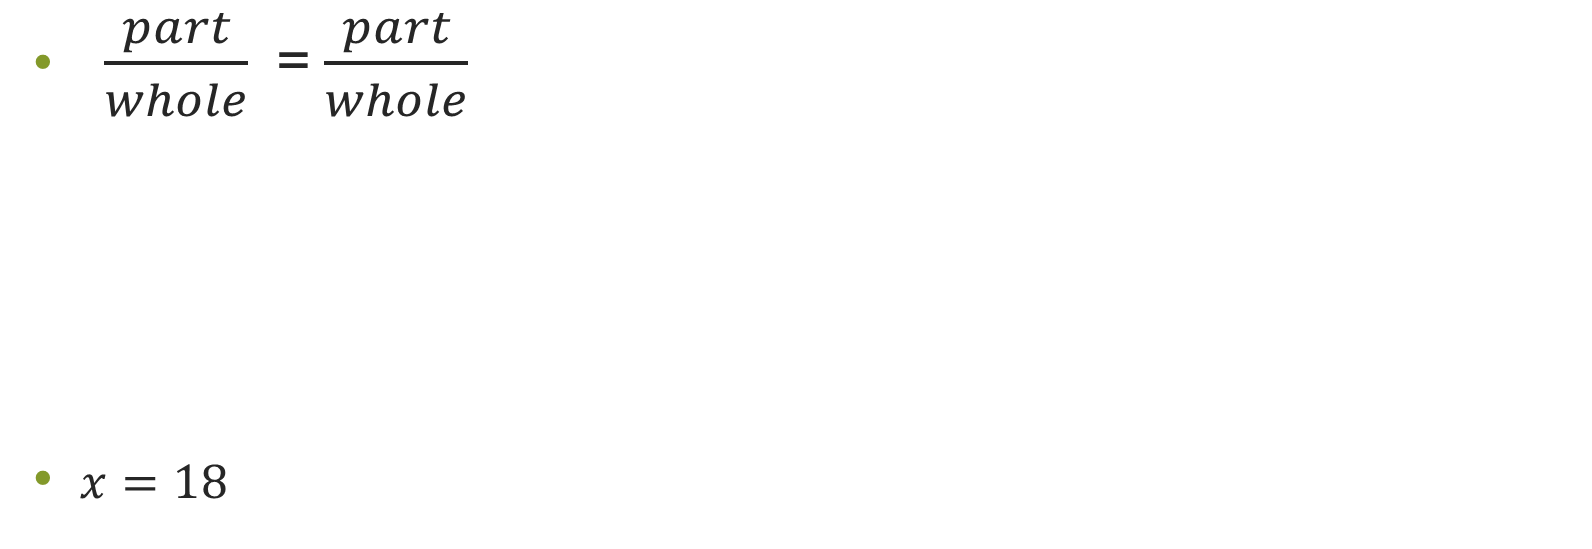 • part/whole = part/whole
• x = 18